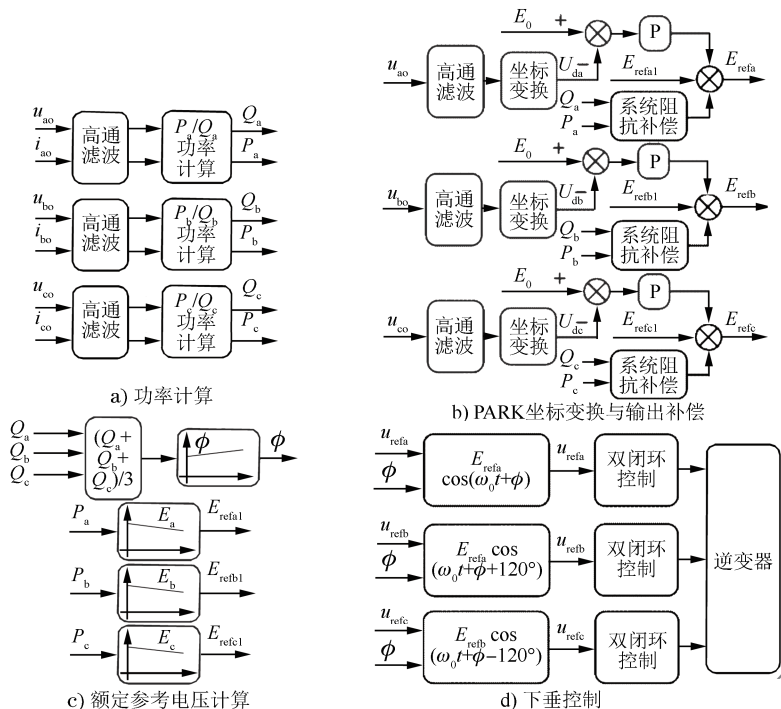 u_ao
i_ao
高通
滤波
P_a/Q_a
功率
计算
Q_a
P_a
u_bo
i_bo
高通
滤波
P_b/Q_b
功率
计算
Q_b
P_b
u_co
i_co
高通
滤波
P_c/Q_c
功率
计算
Q_c
P_c
a) 功率计算
E_0
+
P
u_ao
高通
滤波
坐标
变换
U_da
−
E_refa1
E_refa
Q_a
P_a
系统阻
抗补偿
E_0
+
P
u_bo
高通
滤波
坐标
变换
U_db
−
E_refb1
E_refb
Q_b
P_b
系统阻
抗补偿
E_0
+
P
u_co
高通
滤波
坐标
变换
U_dc
−
E_refc1
E_refc
Q_c
P_c
系统阻
抗补偿
b) PARK坐标变换与输出补偿
Q_a
Q_b
Q_c
(Q_a+
Q_b+
Q_c)/3
ϕ
ϕ
P_a
E_a
E_refa1
P_b
E_b
E_refb1
P_c
E_c
E_refc1
c) 额定参考电压计算
u_refa
ϕ
E_refa
cos(ω_0t+ϕ)
u_refa
双闭环
控制
u_refb
ϕ
E_refa cos
(ω_0t+ϕ+120°)
u_refb
双闭环
控制
u_refc
ϕ
E_refb cos
(ω_0t+ϕ−120°)
u_refc
双闭环
控制
逆变器
d) 下垂控制